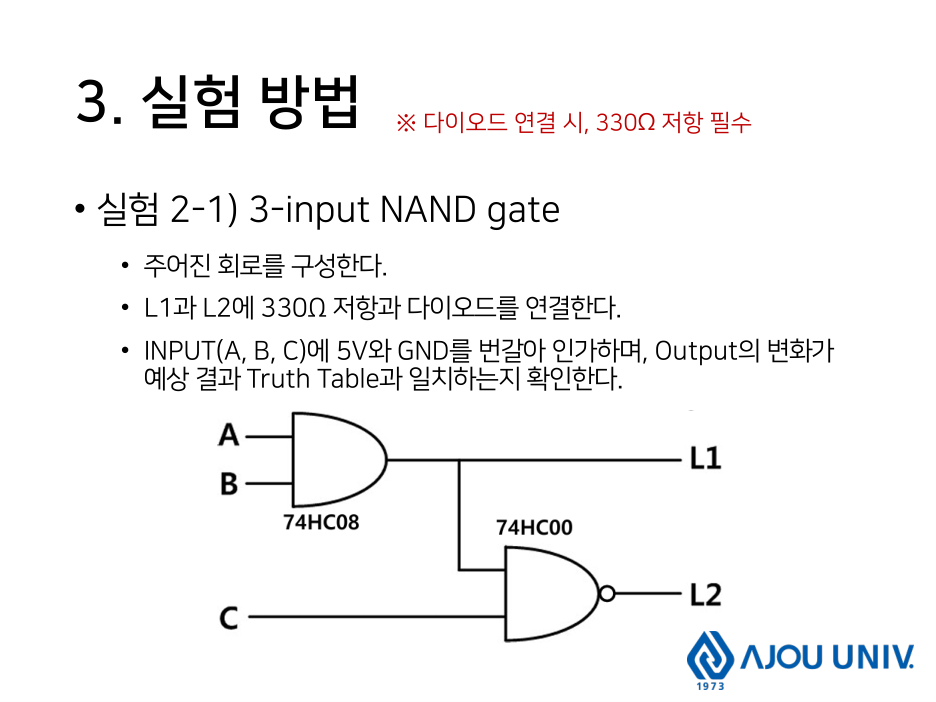 3. 실험 방법
※ 다이오드 연결 시, 330Ω 저항 필수
• 실험 2-1) 3-input NAND gate
• 주어진 회로를 구성한다.
• L1과 L2에 330Ω 저항과 다이오드를 연결한다.
• INPUT(A, B, C)에 5V와 GND를 번갈아 인가하며, Output의 변화가
예상 결과 Truth Table과 일치하는지 확인한다.
A
L1
B
74HC08
74HC00
L2
C
AJOU UNIV.
1973